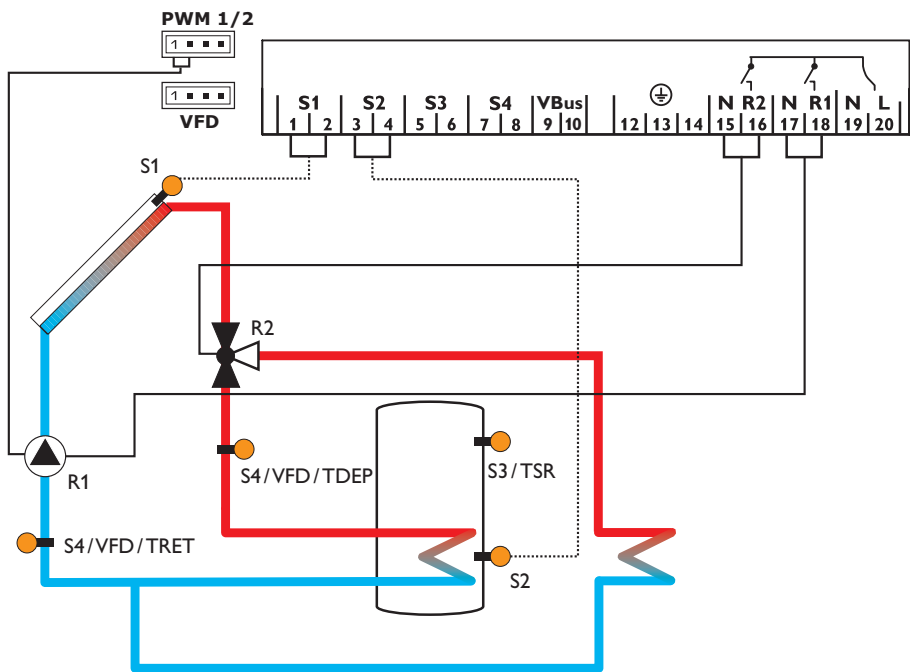 PWM 1/2
1
1
VFD
S1 S2 S3 S4 VBus N R2 N R1 N L
1 2 3 4 5 6 7 8 9 10 12 13 14 15 16 17 18 19 20
S1
R2
S4/VFD/TDEP
S3/TSR
R1
S4/VFD/TRET
S2